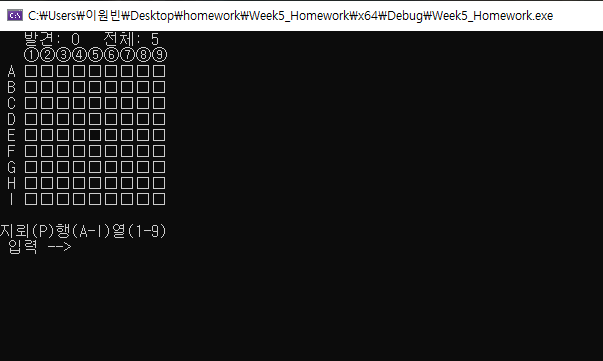 C:\Users\이원빈\Desktop\homework\Week5_Homework\x64\Debug\Week5_Homework.exe
발견: 0 전체: 5
①②③④⑤⑥⑦⑧⑨
A □□□□□□□□□
B □□□□□□□□□
C □□□□□□□□□
D □□□□□□□□□
E □□□□□□□□□
F □□□□□□□□□
G □□□□□□□□□
H □□□□□□□□□
I □□□□□□□□□
지뢰(P)행(A-I)열(1-9)
입력 -->